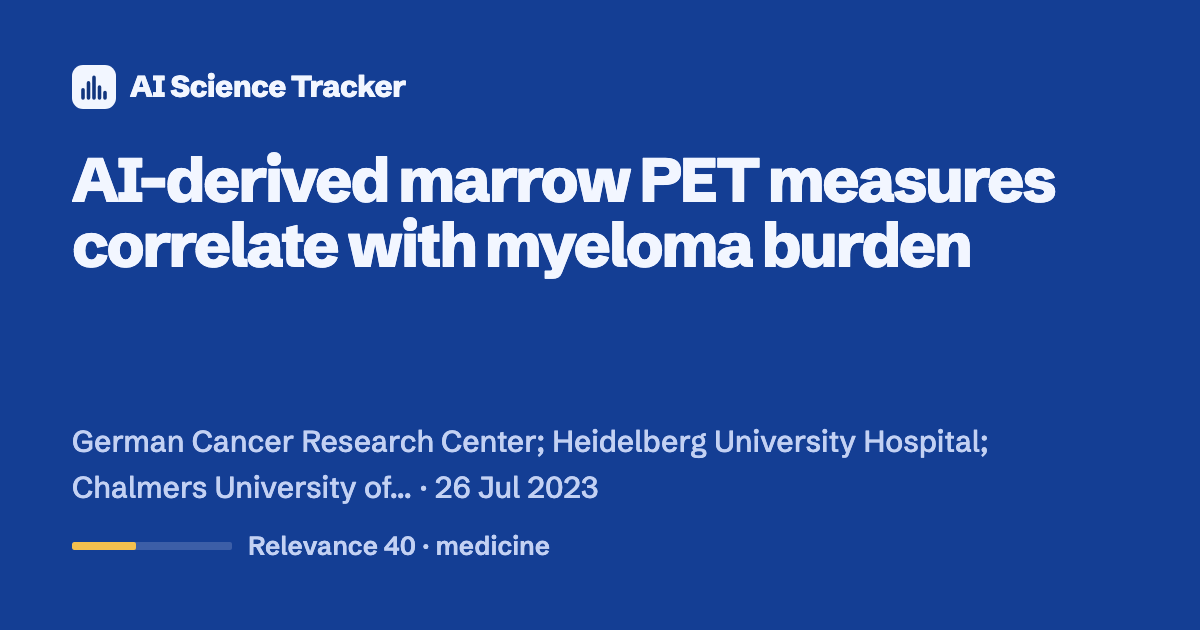 AI Science Tracker
AI-derived marrow PET measures
correlate with myeloma burden
German Cancer Research Center; Heidelberg University Hospital;
Chalmers University of... · 26 Jul 2023
Relevance 40 · medicine